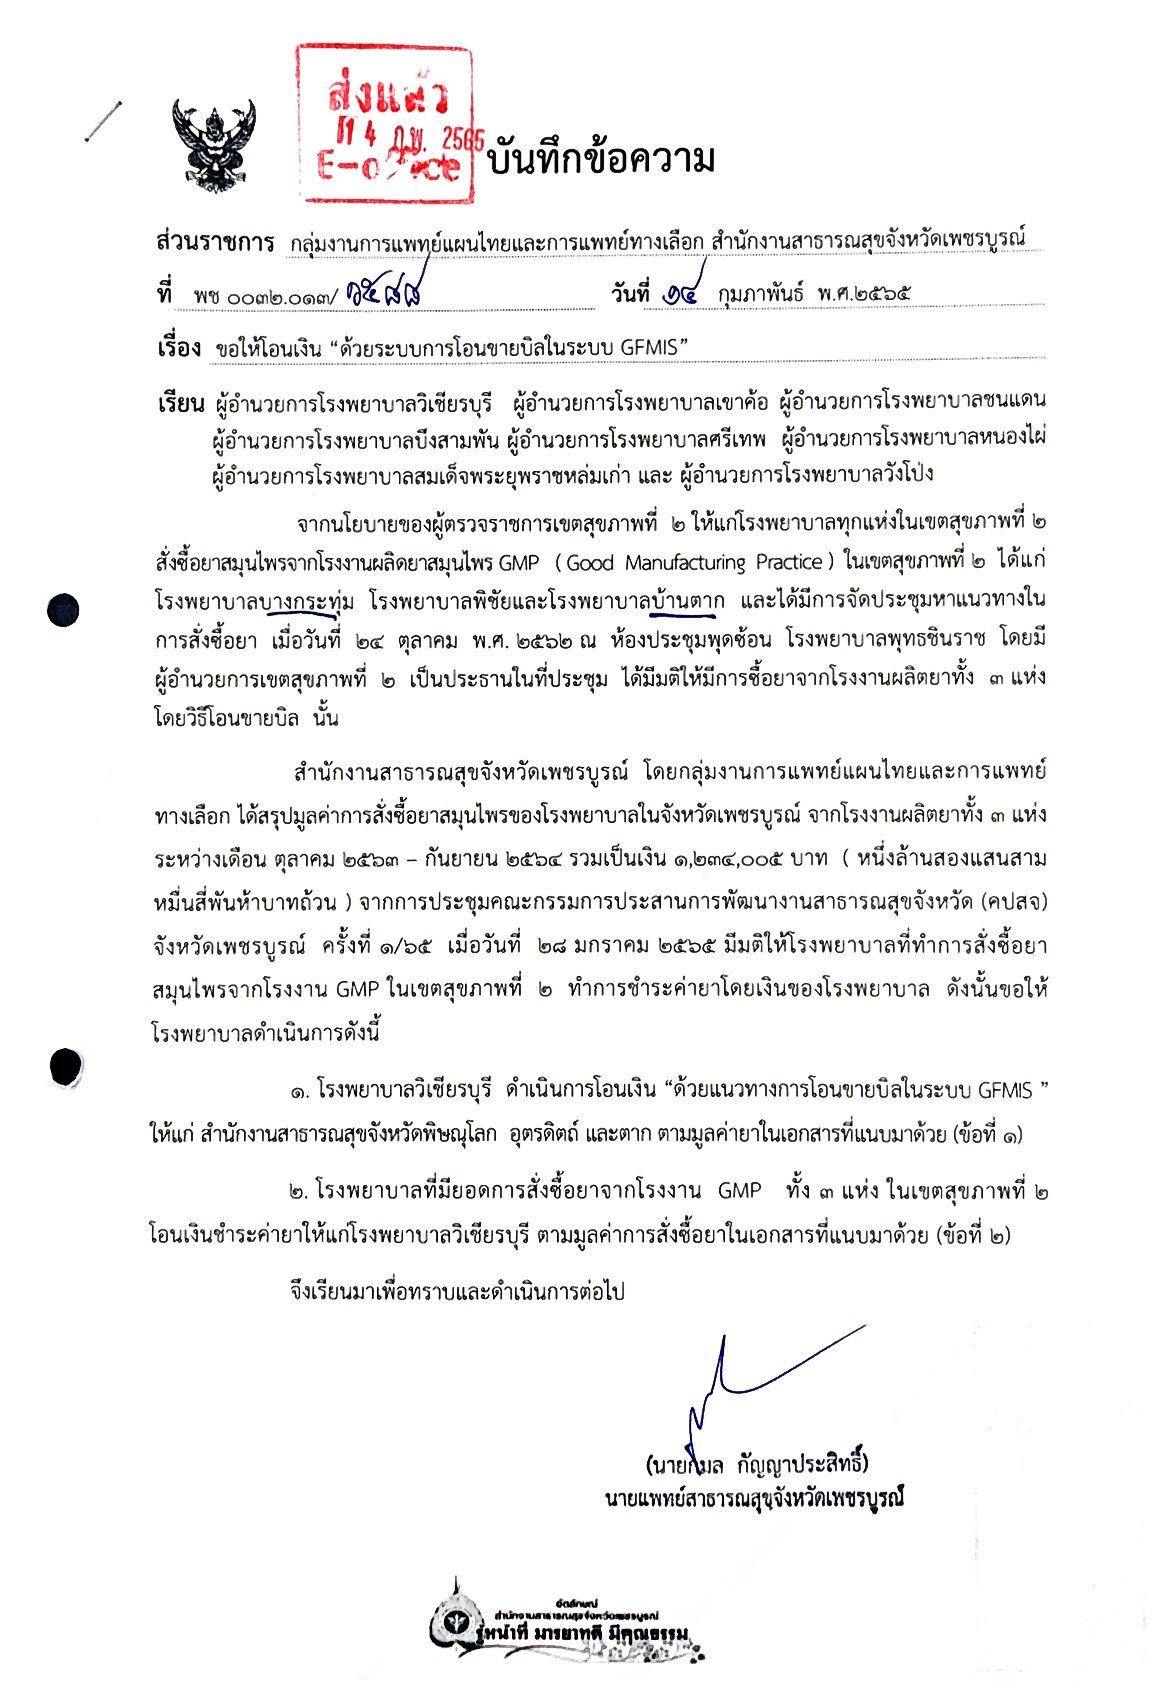 ส่งแล้ว
14 ก.พ. 2565
E-office
บันทึกข้อความ
ส่วนราชการ กลุ่มงานการแพทย์แผนไทยและการแพทย์ทางเลือก สำนักงานสาธารณสุขจังหวัดเพชรบูรณ์
ที่ พช ๐๐๓๒.๐๑๓/ ๑๕๘๘ วันที่ ๑๔ กุมภาพันธ์ พ.ศ.๒๕๖๕
เรื่อง ขอให้โอนเงิน “ด้วยระบบการโอนขายบิลในระบบ GFMIS”
เรียน ผู้อำนวยการโรงพยาบาลวิเชียรบุรี ผู้อำนวยการโรงพยาบาลเขาค้อ ผู้อำนวยการโรงพยาบาลชนแดน
ผู้อำนวยการโรงพยาบาลบึงสามพัน ผู้อำนวยการโรงพยาบาลศรีเทพ ผู้อำนวยการโรงพยาบาลหนองไผ่
ผู้อำนวยการโรงพยาบาลสมเด็จพระยุพราชหล่มเก่า และ ผู้อำนวยการโรงพยาบาลวังโป่ง
จากนโยบายของผู้ตรวจราชการเขตสุขภาพที่ ๒ ให้แก่โรงพยาบาลทุกแห่งในเขตสุขภาพที่ ๒
สั่งซื้อยาสมุนไพรจากโรงงานผลิตยาสมุนไพร GMP ( Good Manufacturing Practice ) ในเขตสุขภาพที่ ๒ ได้แก่
โรงพยาบาลบางกระทุ่ม โรงพยาบาลพิชัยและโรงพยาบาลบ้านตาก และได้มีการจัดประชุมหาแนวทางใน
การสั่งซื้อยา เมื่อวันที่ ๒๔ ตุลาคม พ.ศ. ๒๕๖๒ ณ ห้องประชุมพุดซ้อน โรงพยาบาลพุทธชินราช โดยมี
ผู้อำนวยการเขตสุขภาพที่ ๒ เป็นประธานในที่ประชุม ได้มีมติให้มีการซื้อยาจากโรงงานผลิตยาทั้ง ๓ แห่ง
โดยวิธีโอนขายบิล นั้น
สำนักงานสาธารณสุขจังหวัดเพชรบูรณ์ โดยกลุ่มงานการแพทย์แผนไทยและการแพทย์
ทางเลือก ได้สรุปมูลค่าการสั่งซื้อยาสมุนไพรของโรงพยาบาลในจังหวัดเพชรบูรณ์ จากโรงงานผลิตยาทั้ง ๓ แห่ง
ระหว่างเดือน ตุลาคม ๒๕๖๓ – กันยายน ๒๕๖๔ รวมเป็นเงิน ๑,๒๓๔,๐๐๕ บาท ( หนึ่งล้านสองแสนสาม
หมื่นสี่พันห้าบาทถ้วน ) จากการประชุมคณะกรรมการประสานการพัฒนางานสาธารณสุขจังหวัด (คปสจ)
จังหวัดเพชรบูรณ์ ครั้งที่ ๑/๖๕ เมื่อวันที่ ๒๘ มกราคม ๒๕๖๕ มีมติให้โรงพยาบาลที่ทำการสั่งซื้อยา
สมุนไพรจากโรงงาน GMP ในเขตสุขภาพที่ ๒ ทำการชำระค่ายาโดยเงินของโรงพยาบาล ดังนั้นขอให้
โรงพยาบาลดำเนินการดังนี้
๑. โรงพยาบาลวิเชียรบุรี ดำเนินการโอนเงิน “ด้วยแนวทางการโอนขายบิลในระบบ GFMIS ”
ให้แก่ สำนักงานสาธารณสุขจังหวัดพิษณุโลก อุตรดิตถ์ และตาก ตามมูลค่ายาในเอกสารที่แนบมาด้วย (ข้อที่ ๑)
๒. โรงพยาบาลที่มียอดการสั่งซื้อยาจากโรงงาน GMP ทั้ง ๓ แห่ง ในเขตสุขภาพที่ ๒
โอนเงินชำระค่ายาให้แก่โรงพยาบาลวิเชียรบุรี ตามมูลค่าการสั่งซื้อยาในเอกสารที่แนบมาด้วย (ข้อที่ ๒)
จึงเรียนมาเพื่อทราบและดำเนินการต่อไป
(นายกมล กัญญาประสิทธิ์)
นายแพทย์สาธารณสุขจังหวัดเพชรบูรณ์
อัตลักษณ์
สำนักงานสาธารณสุขจังหวัดเพชรบูรณ์
รู้หน้าที่ มารยาทดี มีคุณธรรม